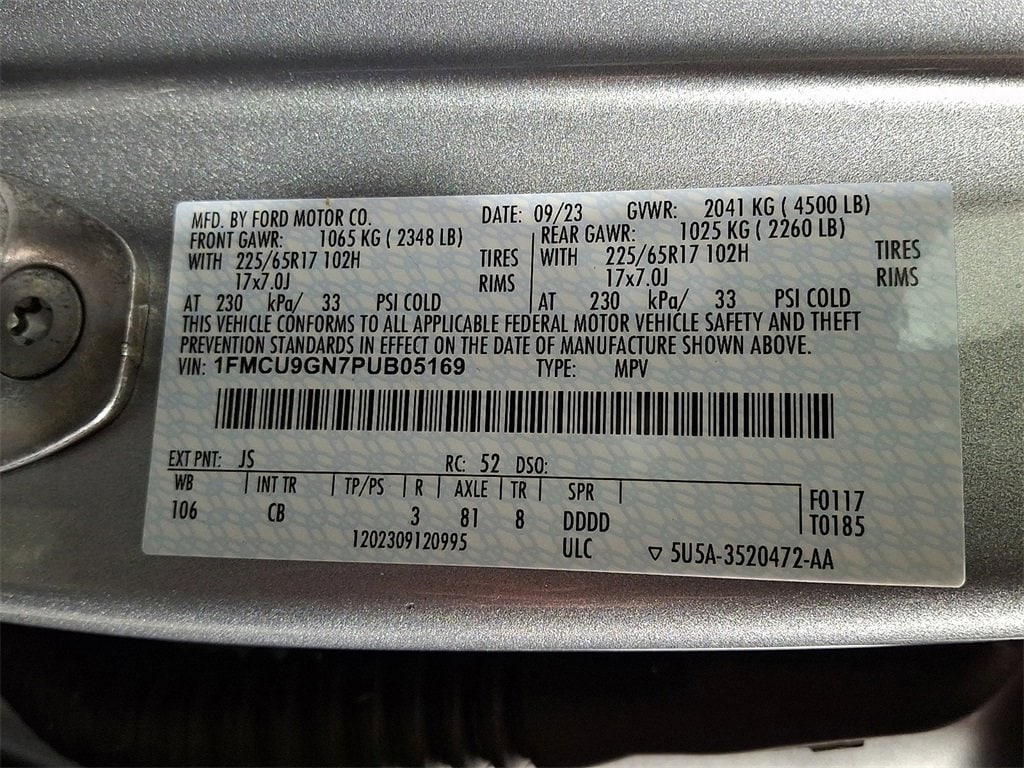 MFD. BY FORD MOTOR CO. DATE: 09/23 GVWR: 2041 KG ( 4500 LB)
FRONT GAWR: 1065 KG ( 2348 LB) REAR GAWR: 1025 KG ( 2260 LB)
WITH 225/65R17 102H TIRES WITH 225/65R17 102H TIRES
17x7.0J RIMS 17x7.0J RIMS
AT 230 kPa/ 33 PSI COLD AT 230 kPa/ 33 PSI COLD
THIS VEHICLE CONFORMS TO ALL APPLICABLE FEDERAL MOTOR VEHICLE SAFETY AND THEFT
PREVENTION STANDARDS IN EFFECT ON THE DATE OF MANUFACTURE SHOWN ABOVE.
VIN: 1FMCU9GN7PUB05169 TYPE: MPV
EXT PNT: JS RC: 52 DSO:
WB INT TR TP/PS R AXLE TR SPR F0117
106 CB 3 81 8 DDDD T0185
1202309120995 ULC ▽ 5U5A-3520472-AA